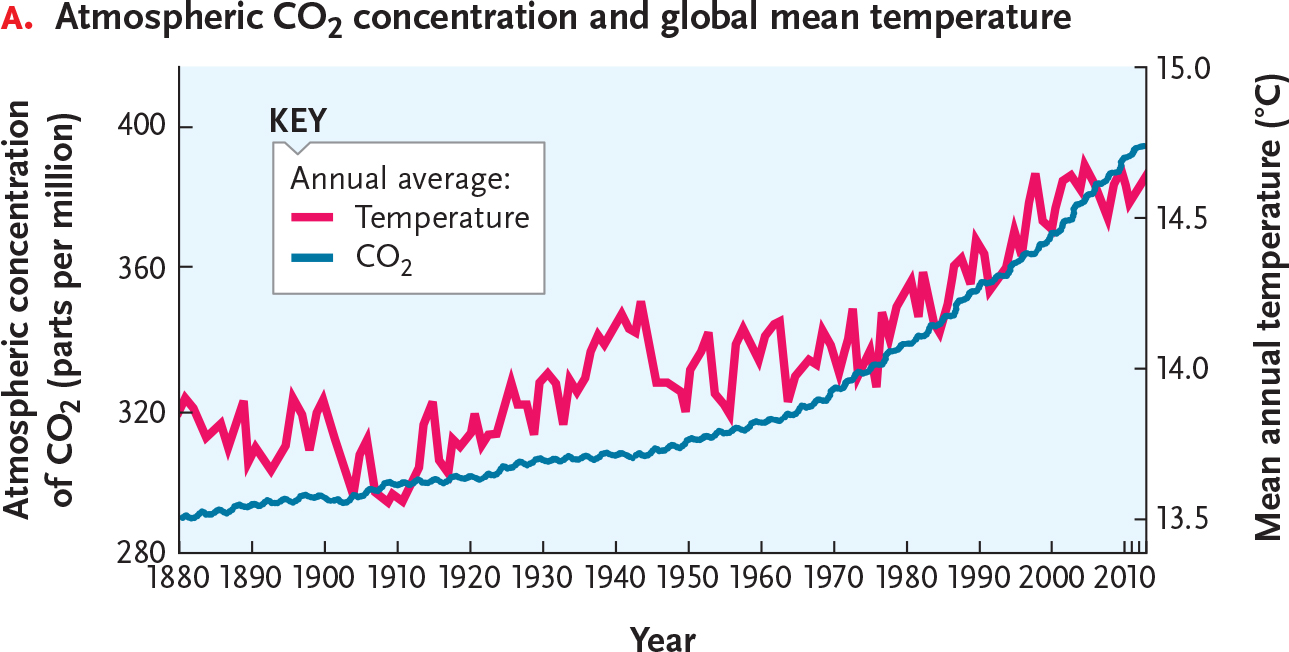 A. Atmospheric CO₂ concentration and global mean temperature
Atmospheric concentration
of CO₂ (parts per million)
400
360
320
280
KEY
Annual average:
Temperature
CO₂
15.0
14.5
14.0
13.5
Mean annual temperature (°C)
1880 1890 1900 1910 1920 1930 1940 1950 1960 1970 1980 1990 2000 2010
Year